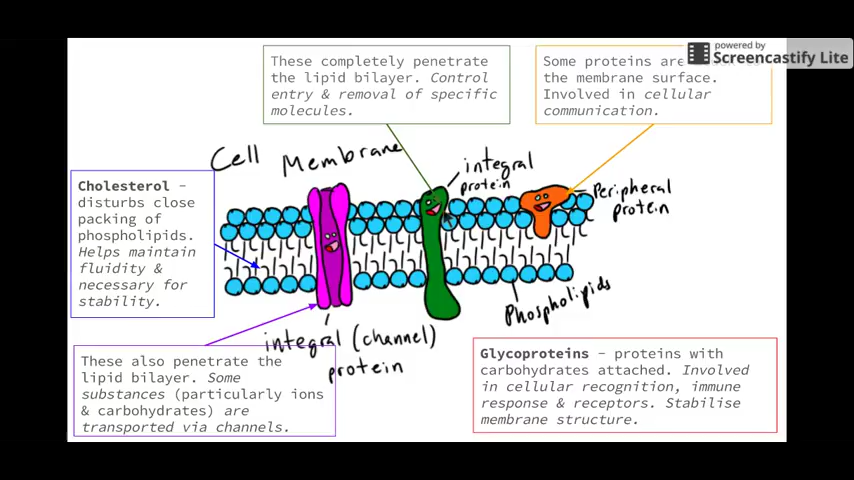 These completely penetrate
the lipid bilayer. Control
entry & removal of specific
molecules.
Some proteins are
the membrane surface.
Involved in cellular
communication.
powered by
Screencastify Lite
Cell Membrane
integral
protein
Peripheral
protein
Cholesterol –
disturbs close
packing of
phospholipids.
Helps maintain
fluidity &
necessary for
stability.
Phospholipids
integral (channel)
protein
These also penetrate the
lipid bilayer. Some
substances (particularly ions
& carbohydrates) are
transported via channels.
Glycoproteins – proteins with
carbohydrates attached. Involved
in cellular recognition, immune
response & receptors. Stabilise
membrane structure.